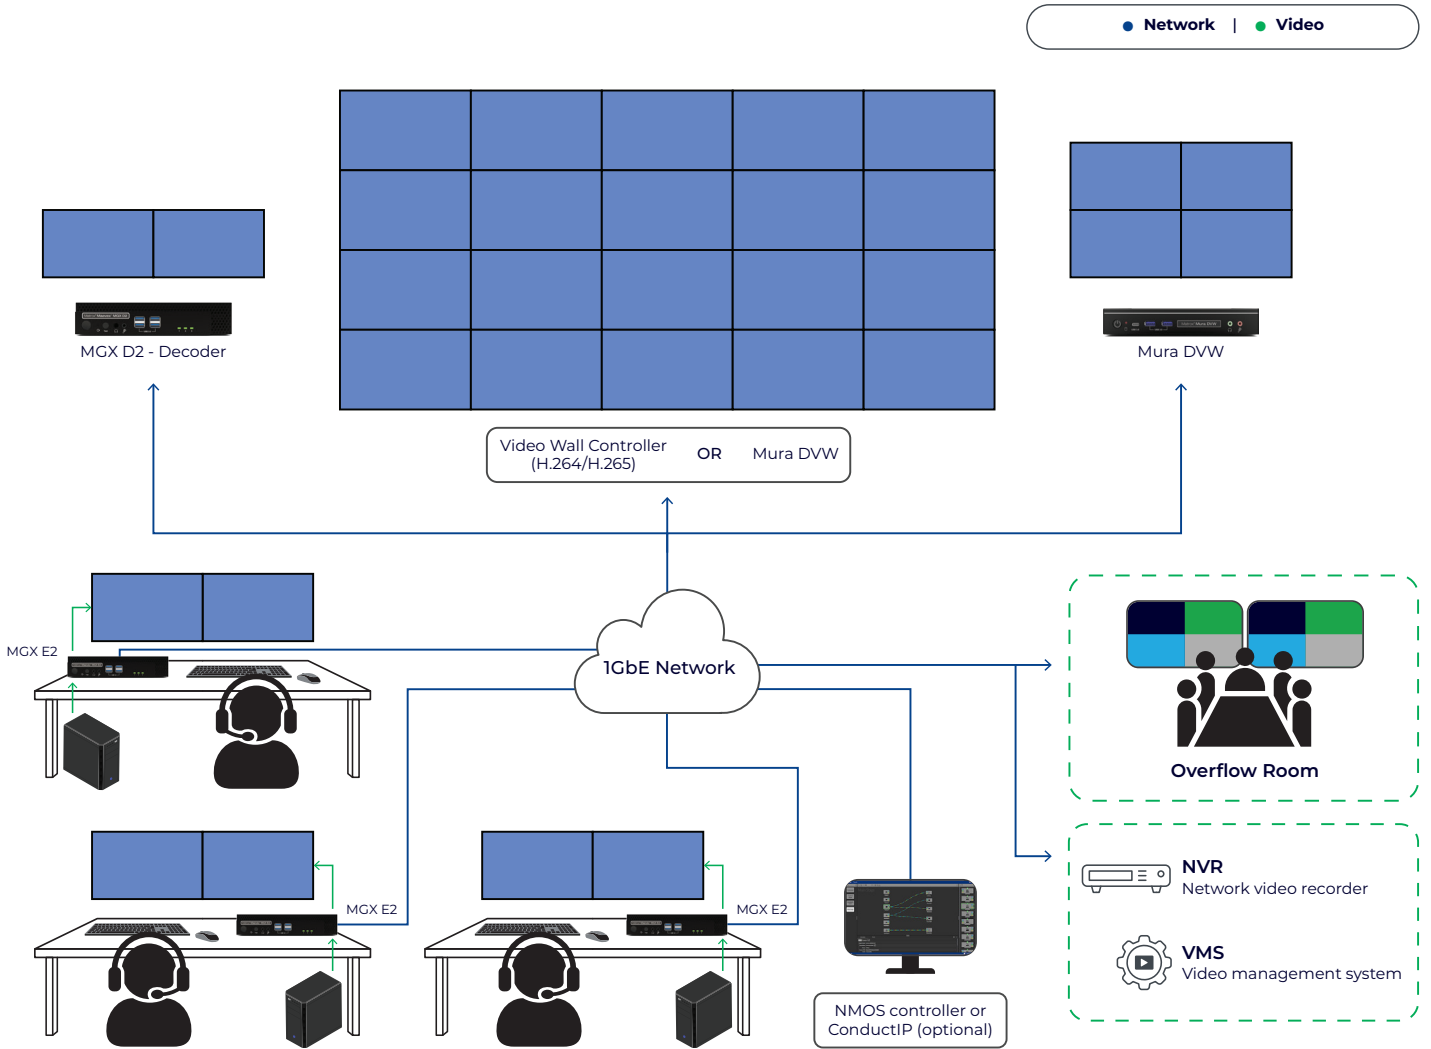 Network | Video
MGX D2 - Decoder
Mura DVW
Video Wall Controller
(H.264/H.265)
OR
Mura DVW
MGX E2
1GbE Network
Overflow Room
MGX E2
MGX E2
NVR
Network video recorder
VMS
Video management system
NMOS controller or
ConductIP (optional)